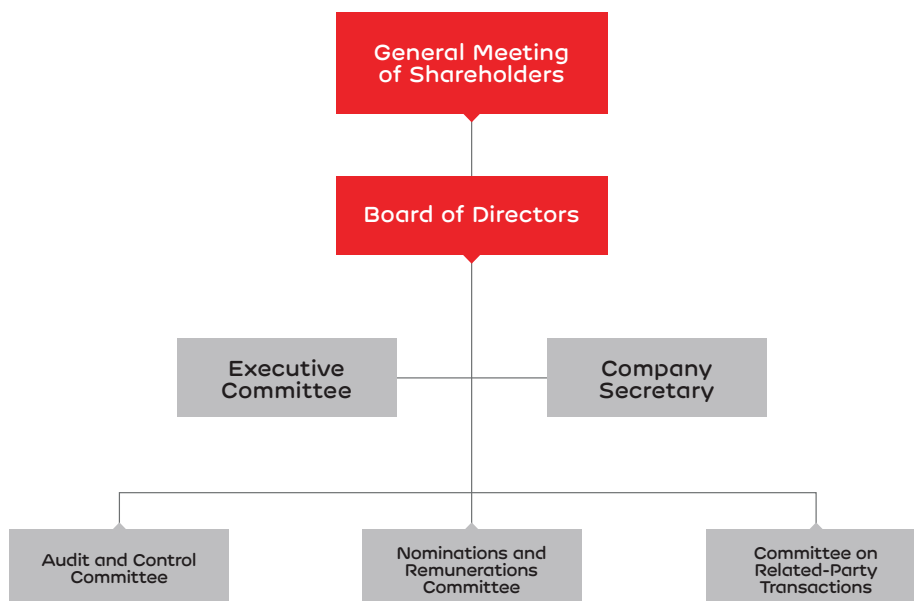 General Meeting
of Shareholders
Board of Directors
Executive
Committee
Company
Secretary
Audit and Control
Committee
Nominations and
Remunerations
Committee
Committee on
Related-Party
Transactions